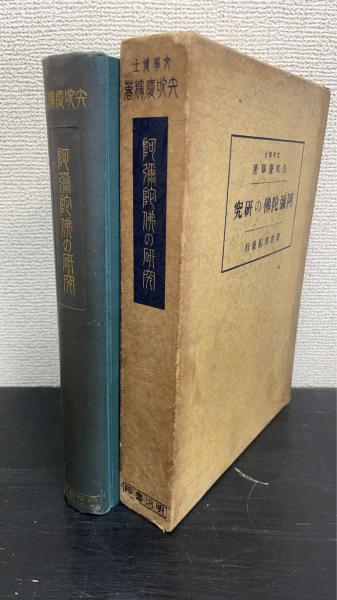 矢吹慶輝著
阿彌陀佛の研究
文學博士
矢吹慶輝著
阿彌陀佛の研究
明治書院
文學博士
矢吹慶輝著
阿彌陀佛の研究
明治書院發行